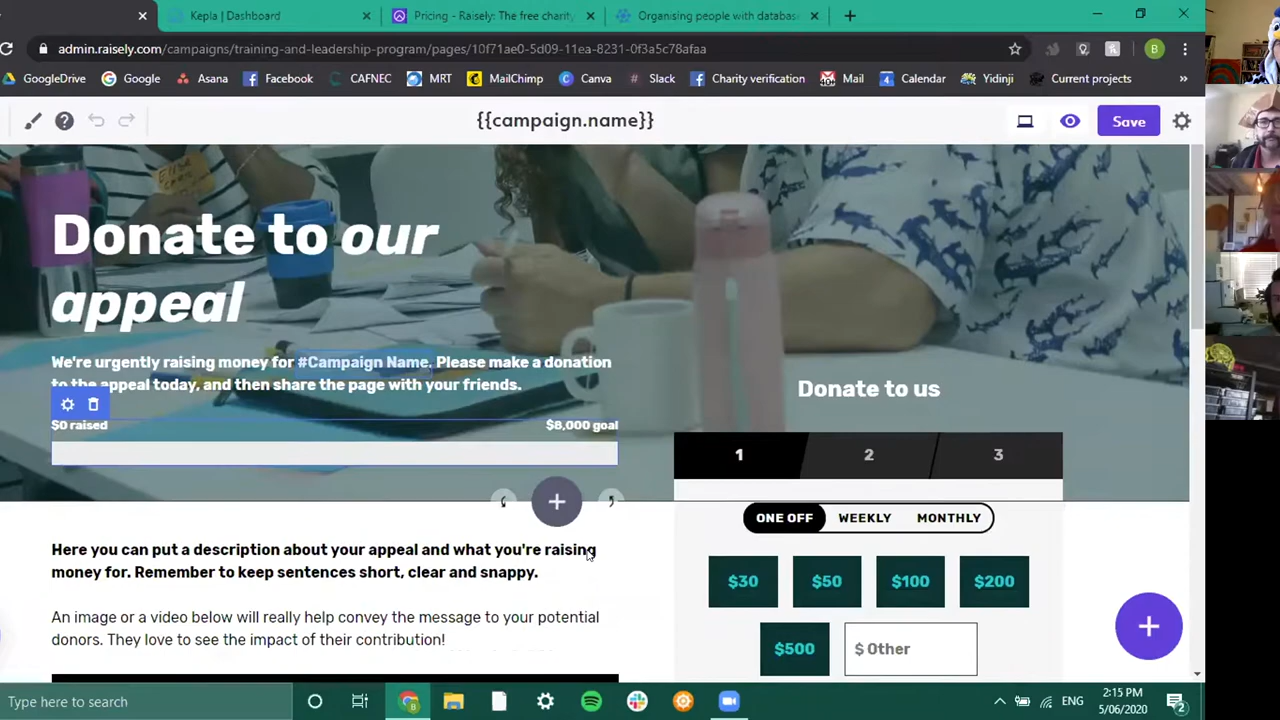 Kepla | Dashboard
Pricing - Raisely: The free charity
Organising people with databas
admin.raisely.com/campaigns/training-and-leadership-program/pages/10f71ae0-5d09-11ea-8231-0f3a5c78afaa
B
GoogleDrive Google Asana Facebook CAFNEC MRT MailChimp Canva Slack Charity verification Mail Calendar Yidinji Current projects »
{{campaign.name}}
Save
Donate to our
appeal
We're urgently raising money for #Campaign Name. Please make a donation
to the appeal today, and then share the page with your friends.
$0 raised $8,000 goal
Donate to us
1 2 3
ONE OFF WEEKLY MONTHLY
Here you can put a description about your appeal and what you're raising
money for. Remember to keep sentences short, clear and snappy.
$30 $50 $100 $200
An image or a video below will really help convey the message to your potential
donors. They love to see the impact of their contribution!
$500 $ Other
Type here to search
ENG
2:15 PM
5/06/2020
2